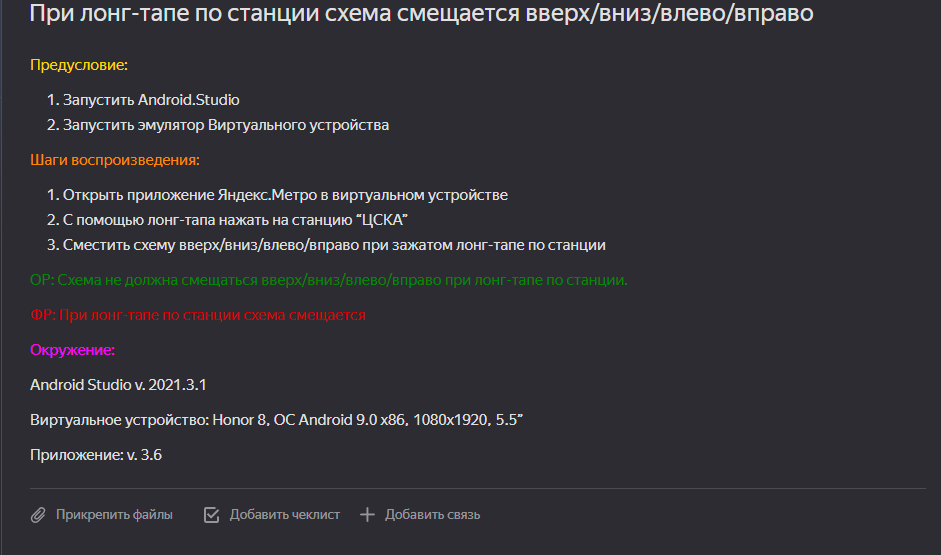 При лонг-тапе по станции схема смещается вверх/вниз/влево/вправо
Предусловие:
1. Запустить Android.Studio
2. Запустить эмулятор Виртуального устройства
Шаги воспроизведения:
1. Открыть приложение Яндекс.Метро в виртуальном устройстве
2. С помощью лонг-тапа нажать на станцию “ЦСКА”
3. Сместить схему вверх/вниз/влево/вправо при зажатом лонг-тапе по станции
ОР: Схема не должна смещаться вверх/вниз/влево/вправо при лонг-тапе по станции.
ФР: При лонг-тапе по станции схема смещается
Окружение:
Android Studio v. 2021.3.1
Виртуальное устройство: Honor 8, ОС Android 9.0 x86, 1080x1920, 5.5”
Приложение: v. 3.6
Прикрепить файлы Добавить чеклист Добавить связь